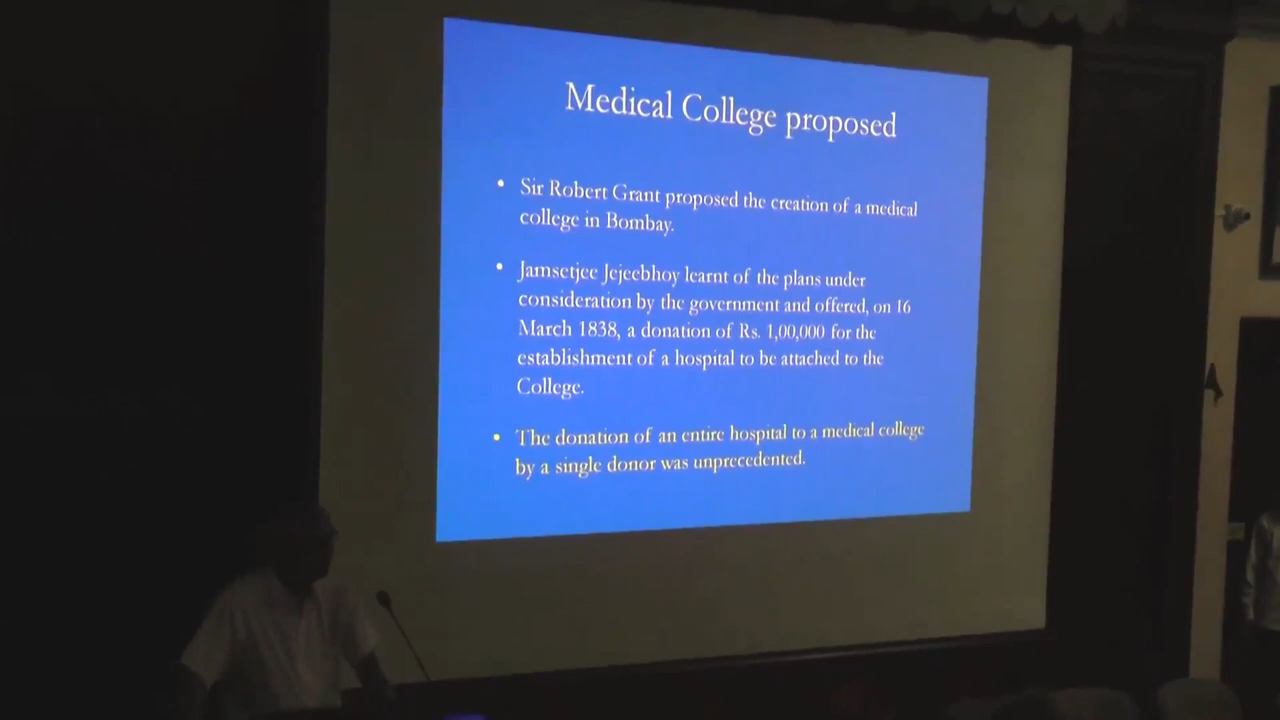 Medical College proposed
• Sir Robert Grant proposed the creation of a medical
college in Bombay.
• Jamsetjee Jejeebhoy learnt of the plans under
consideration by the government and offered, on 16
March 1838, a donation of Rs. 1,00,000 for the
establishment of a hospital to be attached to the
College.
• The donation of an entire hospital to a medical college
by a single donor was unprecedented.